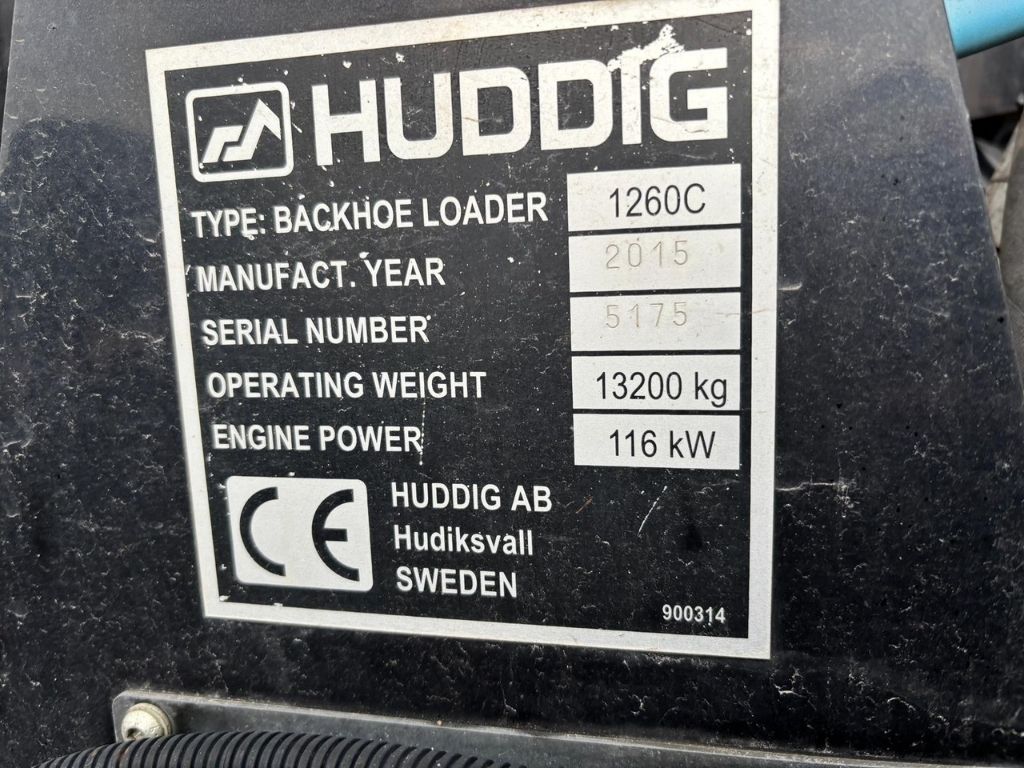 HUDDIG
TYPE: BACKHOE LOADER 1260C
MANUFACT. YEAR 2015
SERIAL NUMBER 5175
OPERATING WEIGHT 13200 kg
ENGINE POWER 116 kW
CE HUDDIG AB
Hudiksvall
SWEDEN
900314